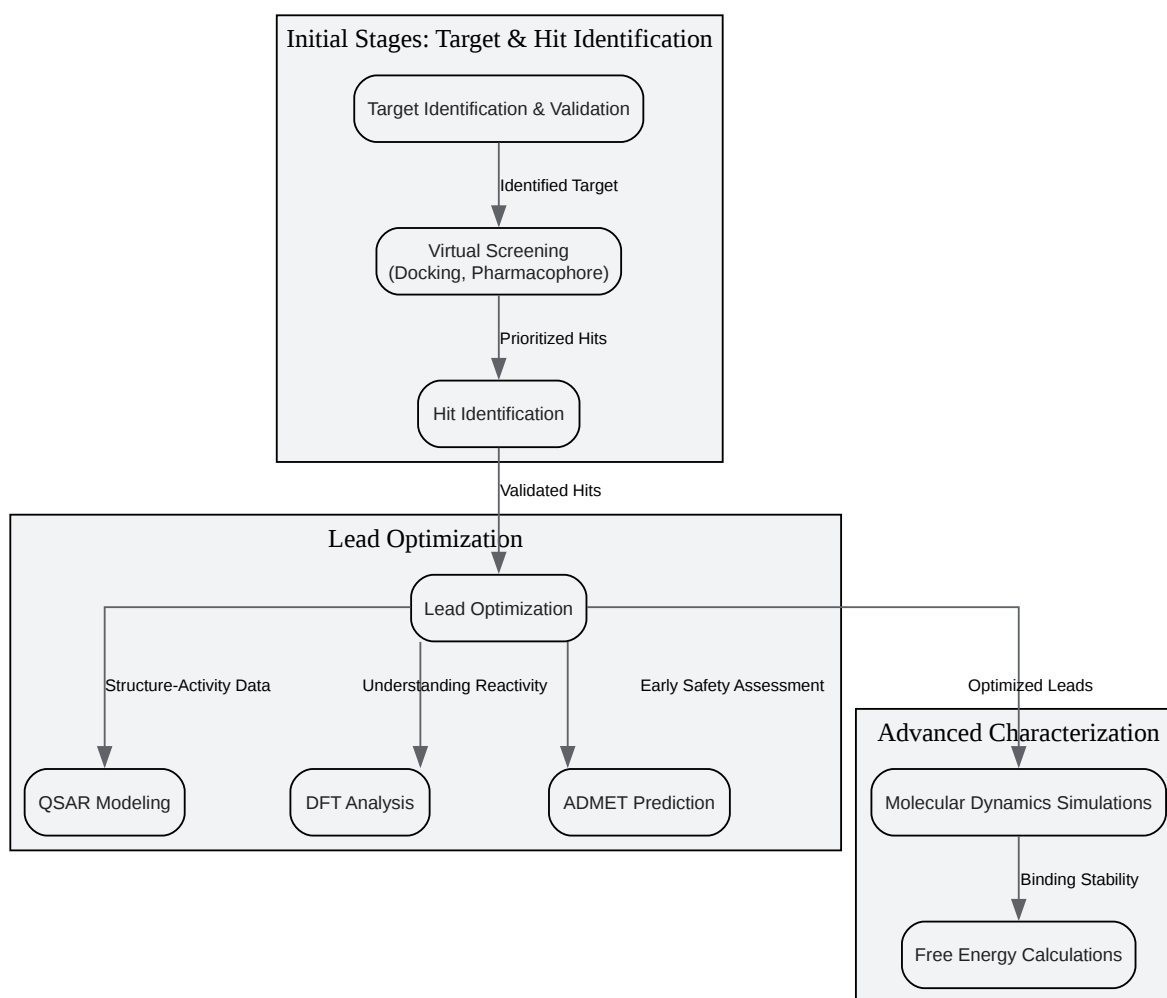 Initial Stages: Target & Hit Identification
Target Identification & Validation
Identified Target
Virtual Screening
(Docking, Pharmacophore)
Prioritized Hits
Hit Identification
Validated Hits
Lead Optimization
Lead Optimization
Structure-Activity Data
Understanding Reactivity
Early Safety Assessment
Optimized Leads
Advanced Characterization
QSAR Modeling
DFT Analysis
ADMET Prediction
Molecular Dynamics Simulations
Binding Stability
Free Energy Calculations